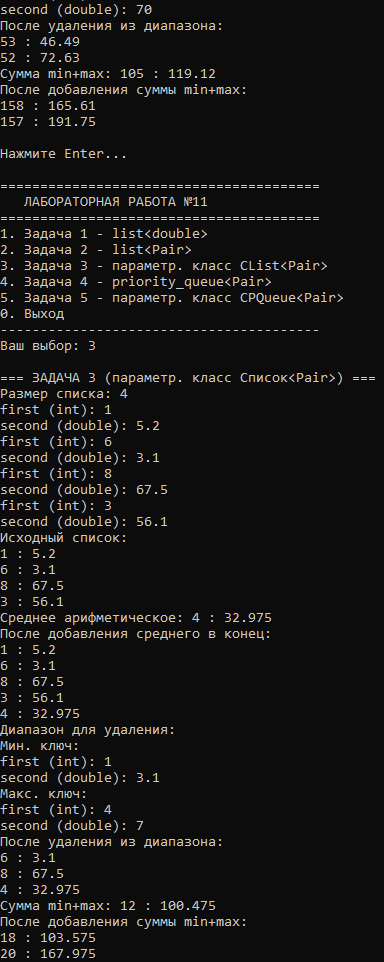 second (double): 70
После удаления из диапазона:
53 : 46.49
52 : 72.63
Сумма min+max: 105 : 119.12
После добавления суммы min+max:
158 : 165.61
157 : 191.75
Нажмите Enter...
========================================
ЛАБОРАТОРНАЯ РАБОТА №11
========================================
1. Задача 1 - list<double>
2. Задача 2 - list<Pair>
3. Задача 3 - параметр. класс CList<Pair>
4. Задача 4 - priority_queue<Pair>
5. Задача 5 - параметр. класс CPQueue<Pair>
0. Выход
----------------------------------------
Ваш выбор: 3
=== ЗАДАЧА 3 (параметр. класс Список<Pair>) ===
Размер списка: 4
first (int): 1
second (double): 5.2
first (int): 6
second (double): 3.1
first (int): 8
second (double): 67.5
first (int): 3
second (double): 56.1
Исходный список:
1 : 5.2
6 : 3.1
8 : 67.5
3 : 56.1
Среднее арифметическое: 4 : 32.975
После добавления среднего в конец:
1 : 5.2
6 : 3.1
8 : 67.5
3 : 56.1
4 : 32.975
Диапазон для удаления:
Мин. ключ:
first (int): 1
second (double): 3.1
Макс. ключ:
first (int): 4
second (double): 7
После удаления из диапазона:
6 : 3.1
8 : 67.5
4 : 32.975
Сумма min+max: 12 : 100.475
После добавления суммы min+max:
18 : 103.575
20 : 167.975